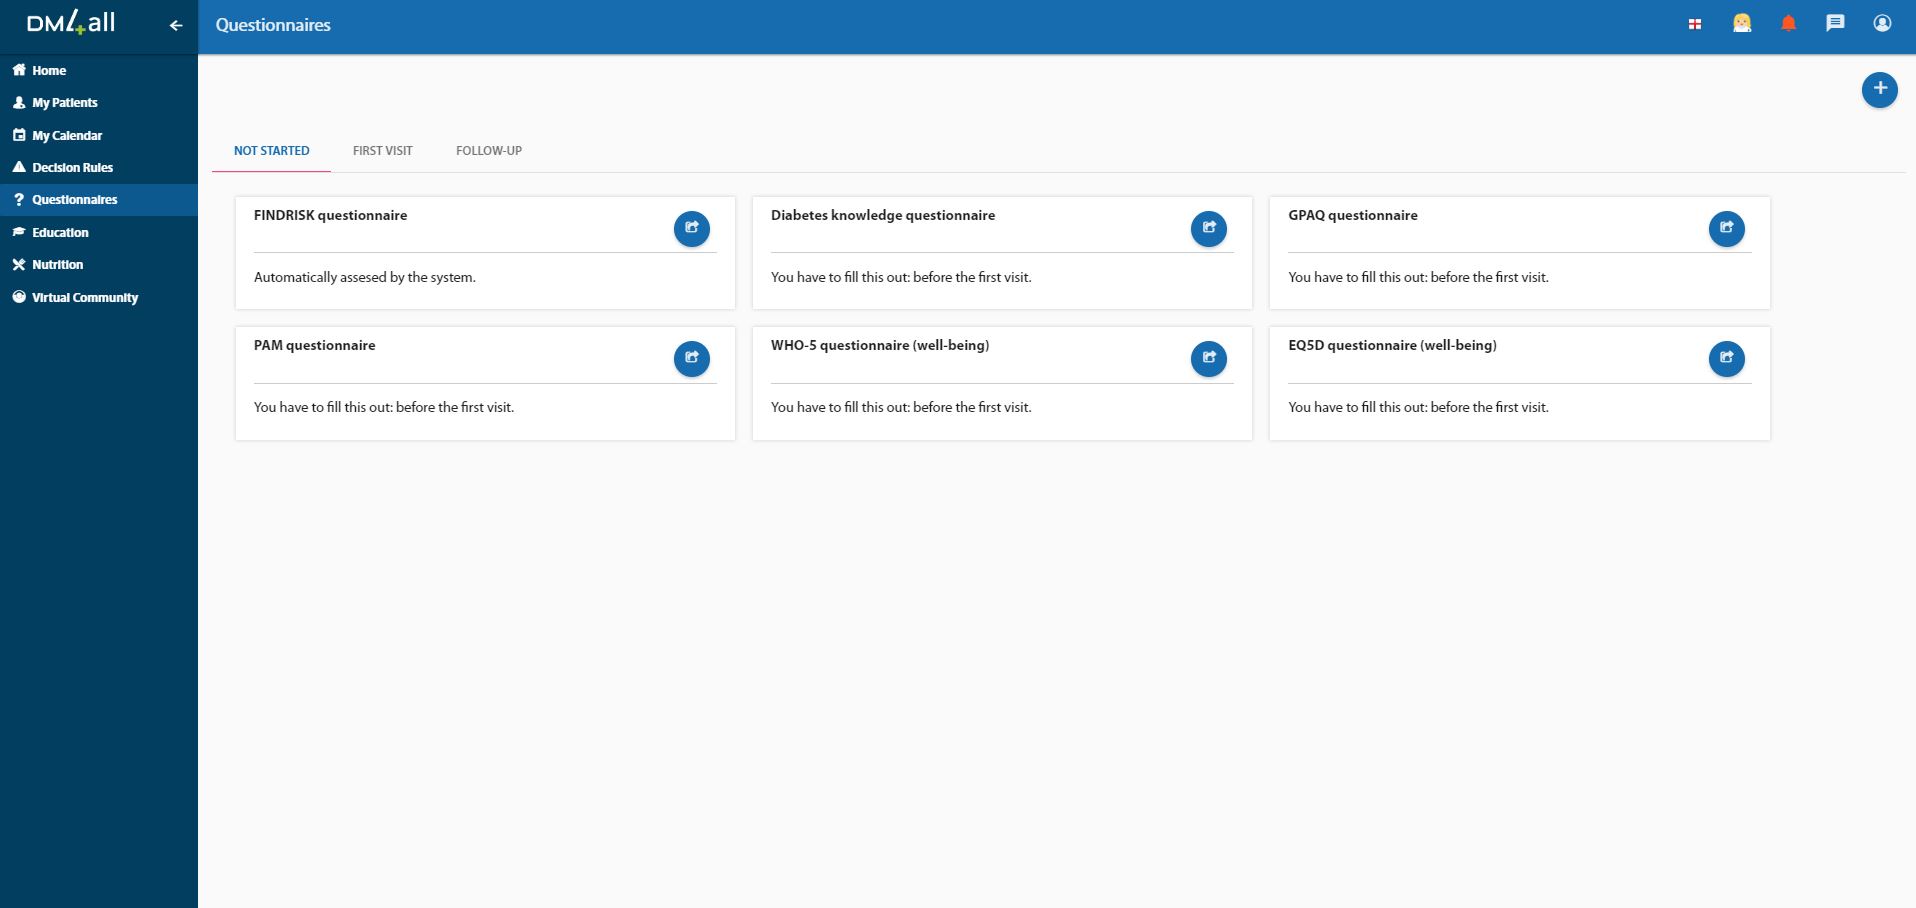 DM4all
Questionnaires
Home
My Patients
My Calendar
Decision Rules
Questionnaires
Education
Nutrition
Virtual Community
NOT STARTED
FIRST VISIT
FOLLOW-UP
FINDRISK questionnaire
Automatically assesed by the system.
Diabetes knowledge questionnaire
You have to fill this out: before the first visit.
GPAQ questionnaire
You have to fill this out: before the first visit.
PAM questionnaire
You have to fill this out: before the first visit.
WHO-5 questionnaire (well-being)
You have to fill this out: before the first visit.
EQ5D questionnaire (well-being)
You have to fill this out: before the first visit.